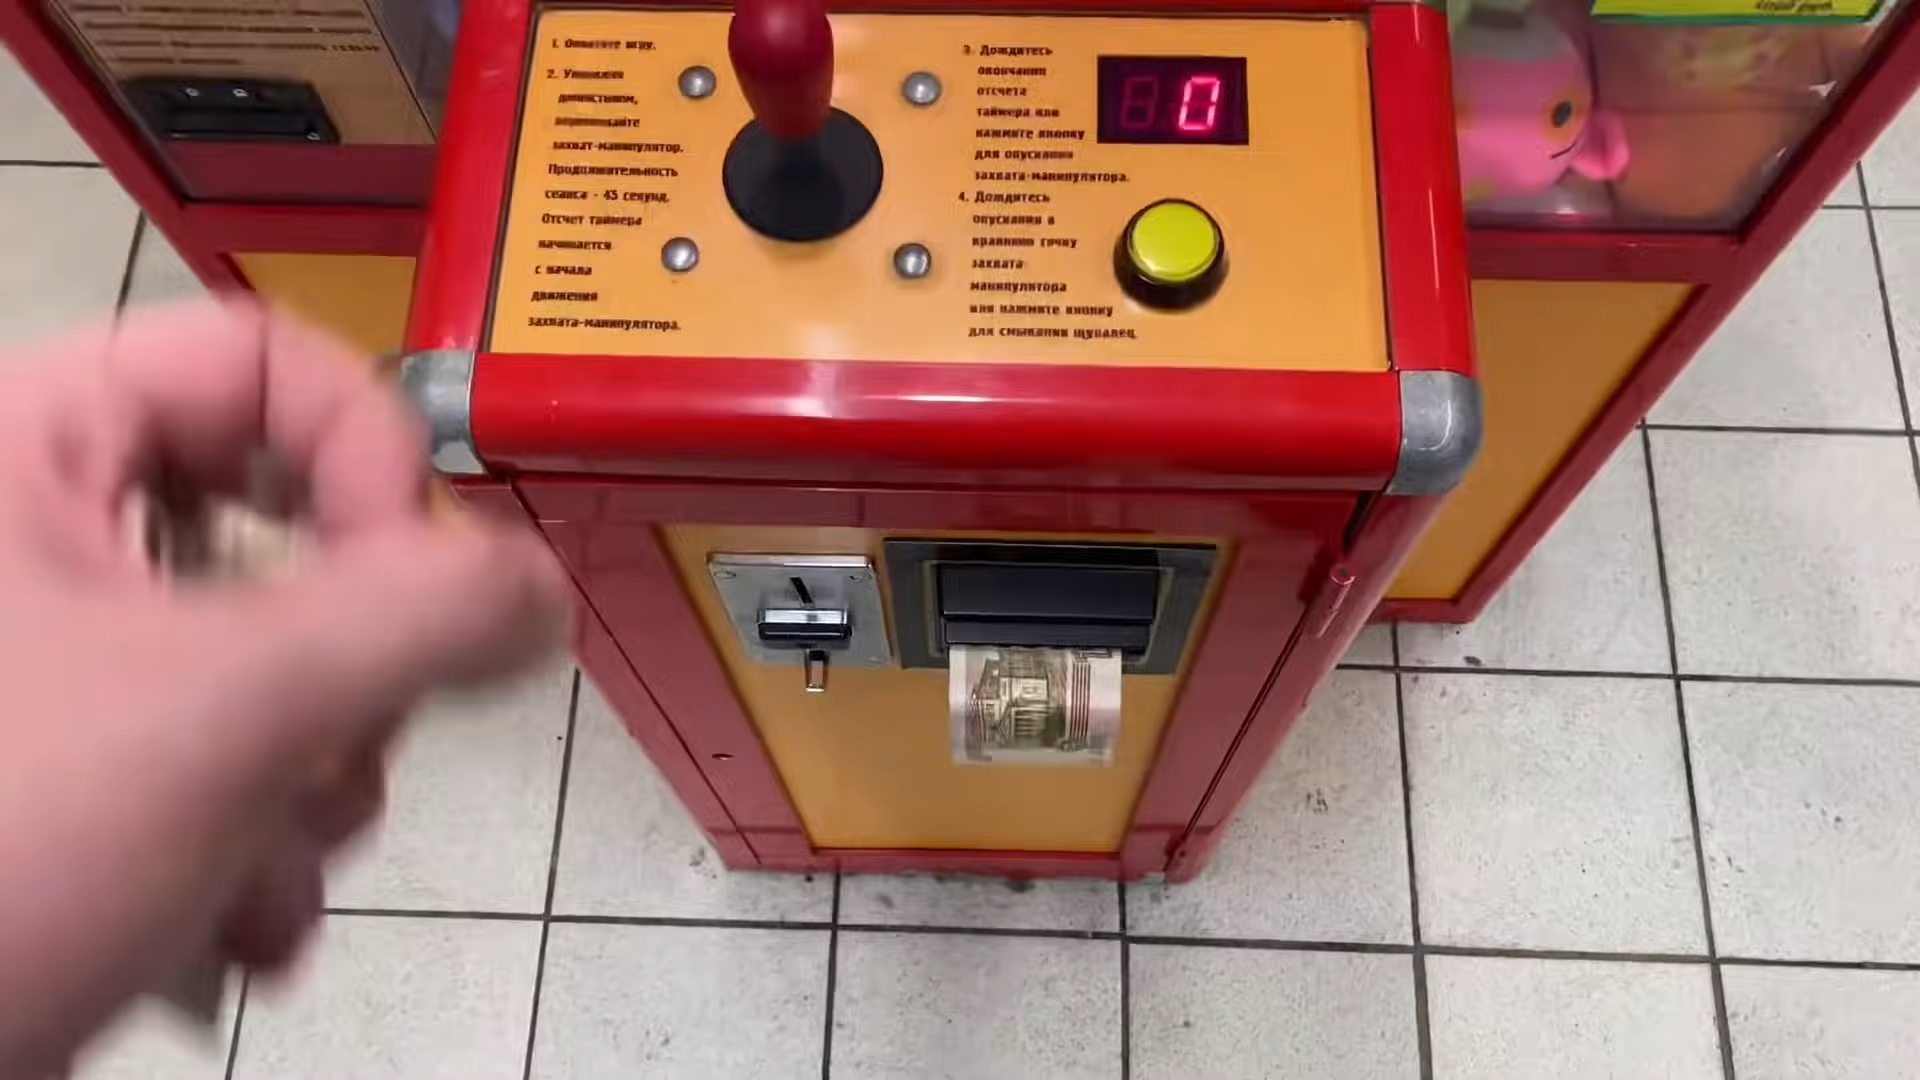 1. Оплатите игру.
2. Управляя
джойстиком,
перемещайте
захват-манипулятор.
Продолжительность
сеанса - 45 секунд.
Отсчет таймера
начинается
с начала
движения
захвата-манипулятора.
3. Дождитесь
окончания
отсчета
таймера или
нажмите кнопку
для опускания
захвата-манипулятора.
4. Дождитесь
опускания в
крайнюю точку
захвата-
манипулятора
или нажмите кнопку
для смыкания щупалец.
0